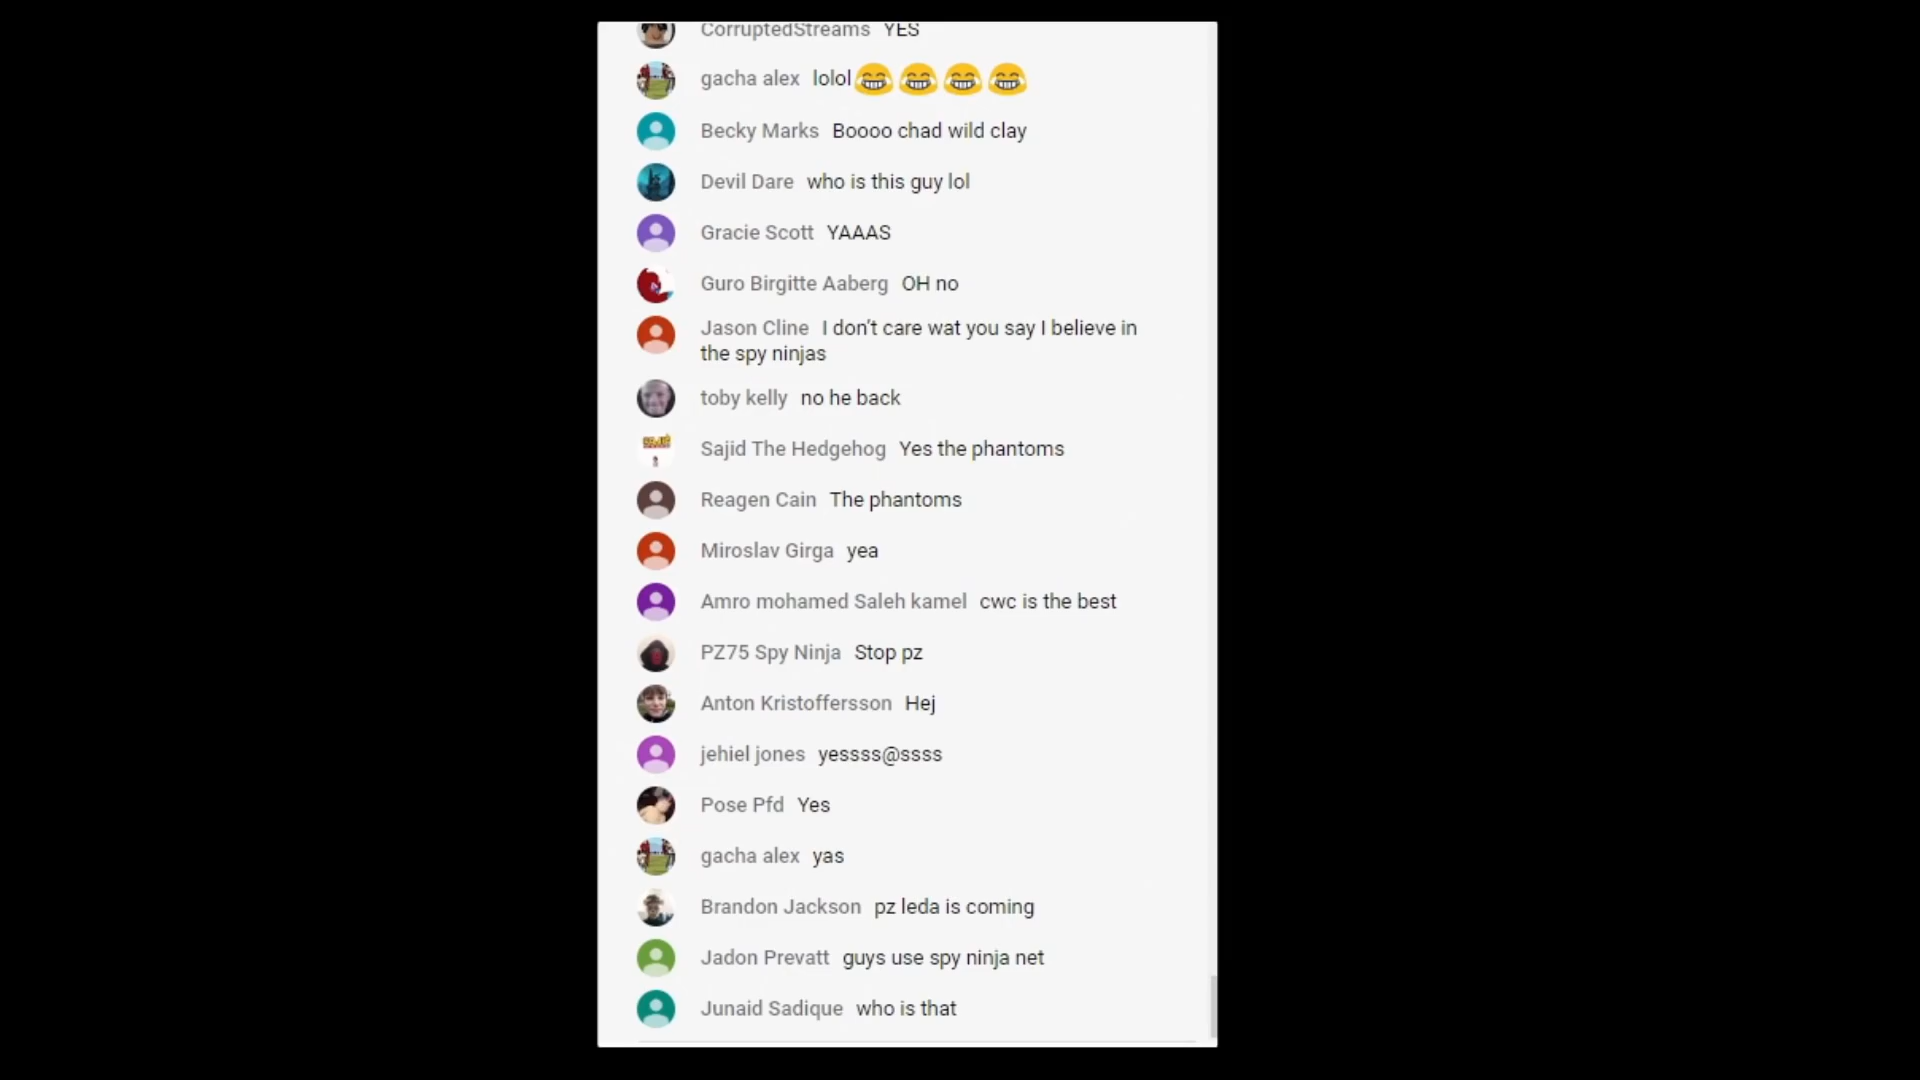 CorruptedStreams YES
gacha alex lolol😂😂😂😂
Becky Marks Boooo chad wild clay
Devil Dare who is this guy lol
Gracie Scott YAAAS
Guro Birgitte Aaberg OH no
Jason Cline I don't care wat you say I believe in
the spy ninjas
toby kelly no he back
Sajid The Hedgehog Yes the phantoms
Reagen Cain The phantoms
Miroslav Girga yea
Amro mohamed Saleh kamel cwc is the best
PZ75 Spy Ninja Stop pz
Anton Kristoffersson Hej
jehiel jones yessss@ssss
Pose Pfd Yes
gacha alex yas
Brandon Jackson pz leda is coming
Jadon Prevatt guys use spy ninja net
Junaid Sadique who is that